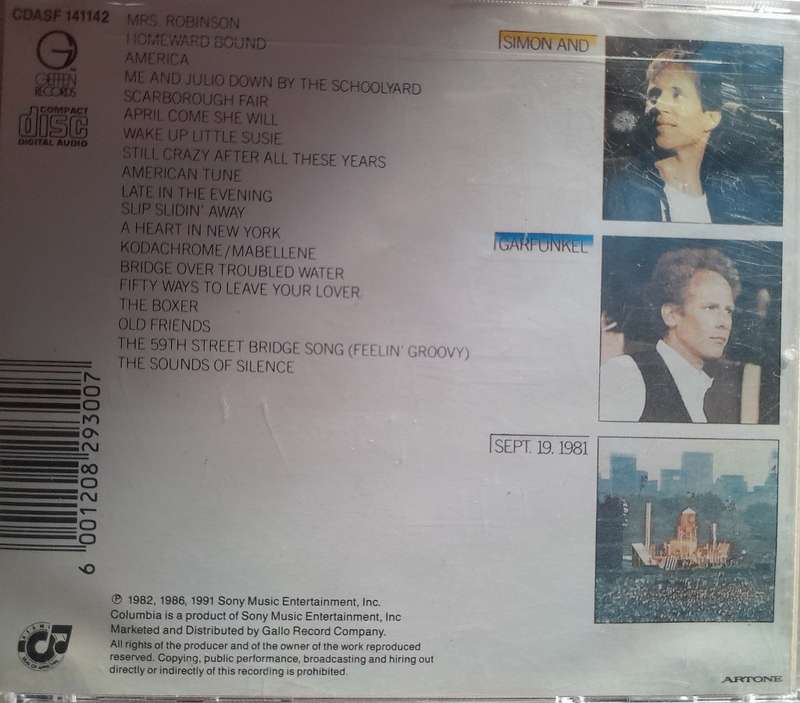 CDASF 141142
GEFFEN
RECORDS
COMPACT
disc
DIGITAL AUDIO
MRS. ROBINSON
HOMEWARD BOUND
AMERICA
ME AND JULIO DOWN BY THE SCHOOLYARD
SCARBOROUGH FAIR
APRIL COME SHE WILL
WAKE UP LITTLE SUSIE
STILL CRAZY AFTER ALL THESE YEARS
AMERICAN TUNE
LATE IN THE EVENING
SLIP SLIDIN' AWAY
A HEART IN NEW YORK
KODACHROME/MABELLENE
BRIDGE OVER TROUBLED WATER
FIFTY WAYS TO LEAVE YOUR LOVER
THE BOXER
OLD FRIENDS
THE 59TH STREET BRIDGE SONG (FEELIN' GROOVY)
THE SOUNDS OF SILENCE
SIMON AND
GARFUNKEL
SEPT. 19. 1981
6 001208 293007
℗ 1982, 1986, 1991 Sony Music Entertainment, Inc.
Columbia is a product of Sony Music Entertainment, Inc
Marketed and Distributed by Gallo Record Company.
All rights of the producer and of the owner of the work reproduced
reserved. Copying, public performance, broadcasting and hiring out
directly or indirectly of this recording is prohibited.
ARTONE